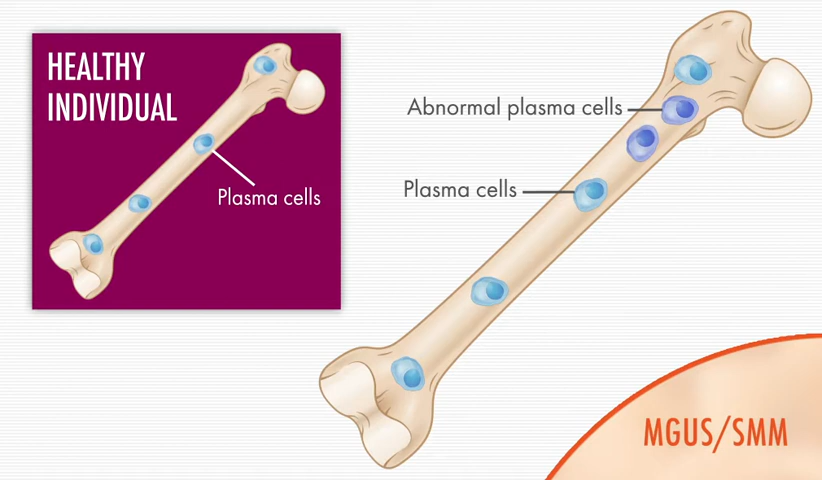 HEALTHY
INDIVIDUAL
Plasma cells
Abnormal plasma cells
Plasma cells
MGUS/SMM